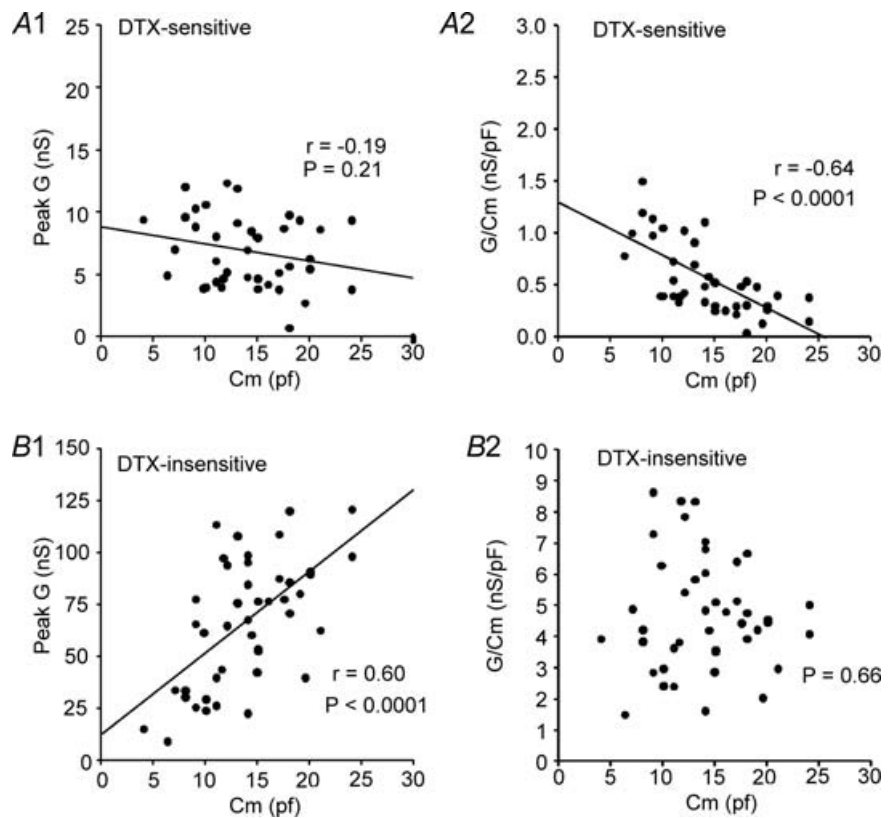 A1 DTX-sensitive
25
20
15
10
5
0
Peak G (nS)
r = -0.19
P = 0.21
0 5 10 15 20 25 30
Cm (pf)
A2 DTX-sensitive
3.0
2.5
2.0
1.5
1.0
0.5
0.0
G/Cm (nS/pF)
r = -0.64
P < 0.0001
0 5 10 15 20 25 30
Cm (pf)
B1 DTX-insensitive
150
125
100
75
50
25
0
Peak G (nS)
r = 0.60
P < 0.0001
0 5 10 15 20 25 30
Cm (pf)
B2 DTX-insensitive
10
9
8
7
6
5
4
3
2
1
0
G/Cm (nS/pF)
P = 0.66
0 5 10 15 20 25 30
Cm (pf)